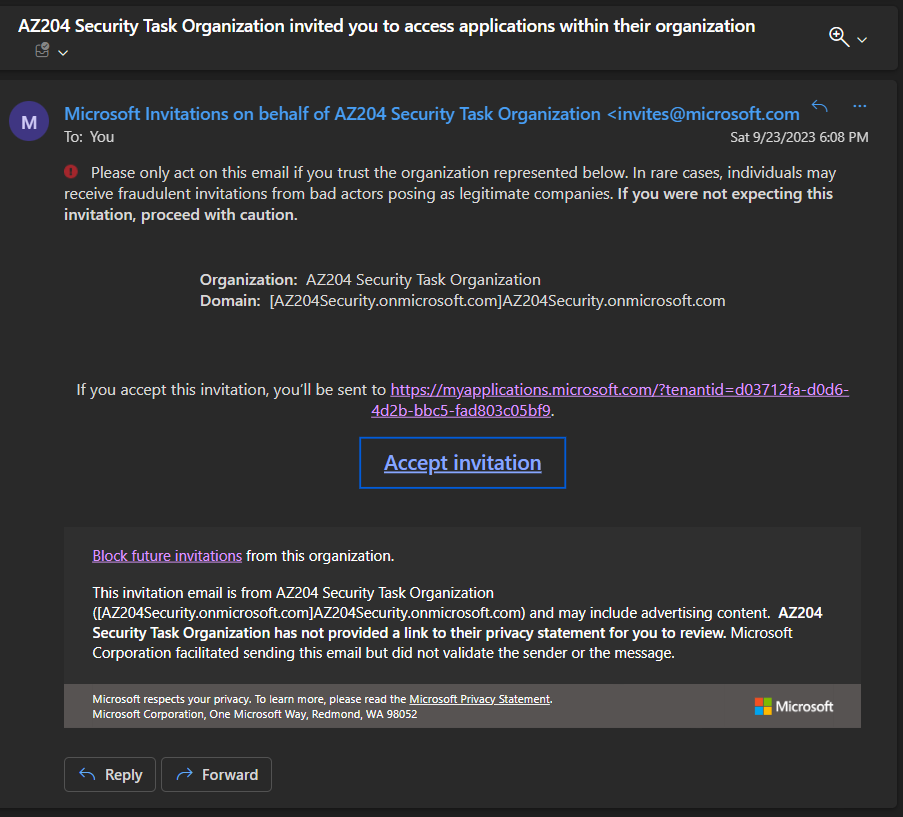 AZ204 Security Task Organization invited you to access applications within their organization
M
Microsoft Invitations on behalf of AZ204 Security Task Organization <invites@microsoft.com
To: You
Sat 9/23/2023 6:08 PM
Please only act on this email if you trust the organization represented below. In rare cases, individuals may
receive fraudulent invitations from bad actors posing as legitimate companies. If you were not expecting this
invitation, proceed with caution.
Organization: AZ204 Security Task Organization
Domain: [AZ204Security.onmicrosoft.com]AZ204Security.onmicrosoft.com
If you accept this invitation, you’ll be sent to https://myapplications.microsoft.com/?tenantid=d03712fa-d0d6-
4d2b-bbc5-fad803c05bf9.
Accept invitation
Block future invitations from this organization.
This invitation email is from AZ204 Security Task Organization
([AZ204Security.onmicrosoft.com]AZ204Security.onmicrosoft.com) and may include advertising content. AZ204
Security Task Organization has not provided a link to their privacy statement for you to review. Microsoft
Corporation facilitated sending this email but did not validate the sender or the message.
Microsoft respects your privacy. To learn more, please read the Microsoft Privacy Statement.
Microsoft Corporation, One Microsoft Way, Redmond, WA 98052
Microsoft
Reply
Forward